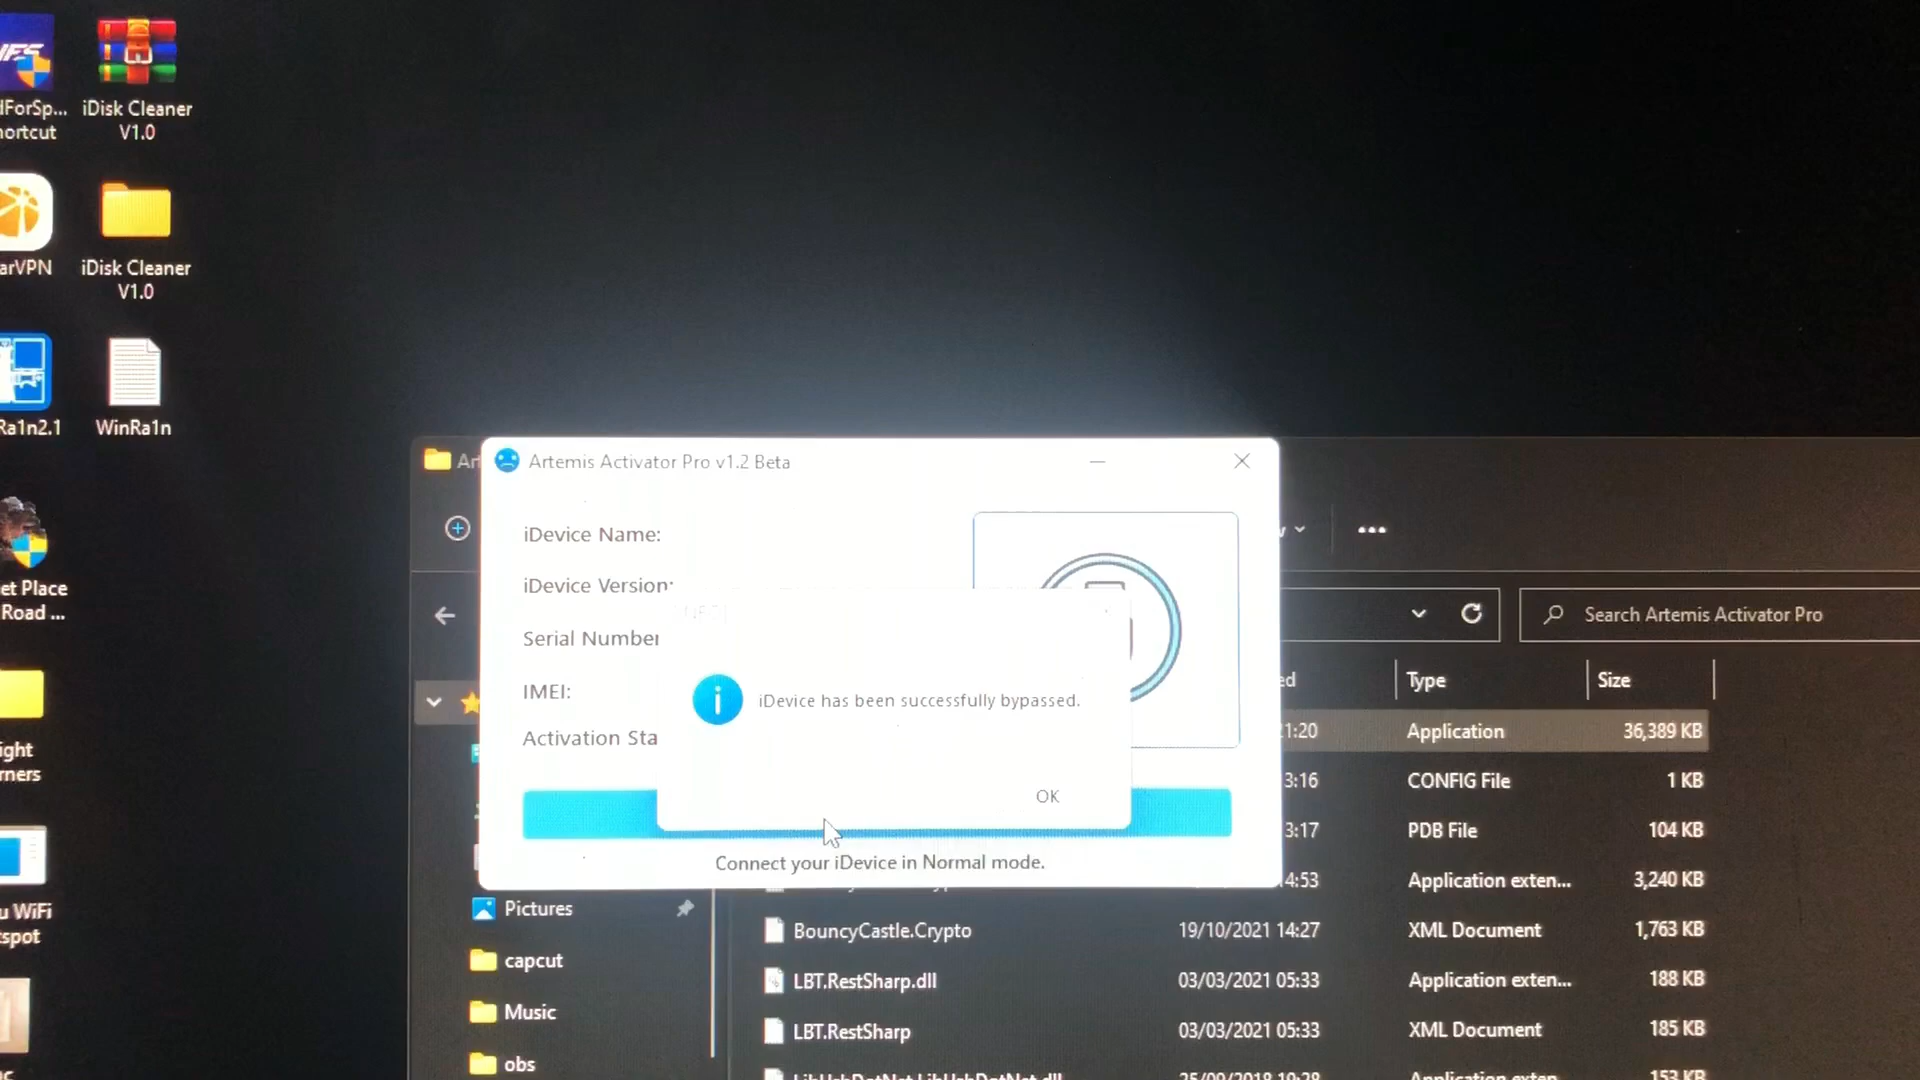 iDisk Cleaner
V1.0
arVPN
iDisk Cleaner
V1.0
Ra1n2.1
WinRa1n
et Place
Road ...
ight
rners
u WiFi
spot
Artemis Activator Pro v1.2 Beta
iDevice Name:
iDevice Version:
Serial Number
IMEI:
Activation Sta
iDevice has been successfully bypassed.
OK
Connect your iDevice in Normal mode.
Search Artemis Activator Pro
ed Type Size
1:20 Application 36,389 KB
3:16 CONFIG File 1 KB
3:17 PDB File 104 KB
4:53 Application exten... 3,240 KB
BouncyCastle.Crypto 19/10/2021 14:27 XML Document 1,763 KB
LBT.RestSharp.dll 03/03/2021 05:33 Application exten... 188 KB
LBT.RestSharp 03/03/2021 05:33 XML Document 185 KB
Pictures
capcut
Music
obs